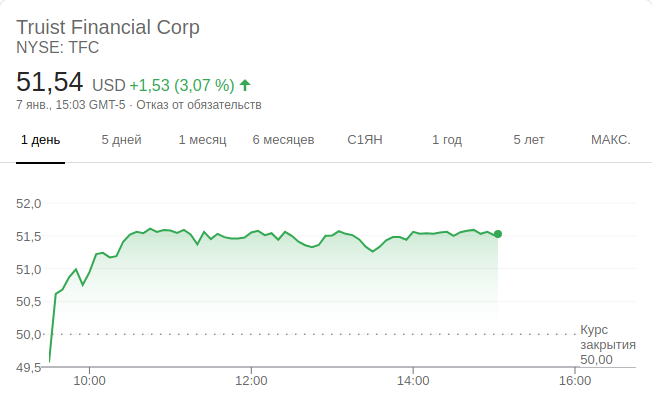 Truist Financial Corp
NYSE: TFC
51,54 USD +1,53 (3,07 %)
7 янв., 15:03 GMT-5 · Отказ от обязательств
1 день 5 дней 1 месяц 6 месяцев С1ЯН 1 год 5 лет МАКС.
52,0
51,5
51,0
50,5
50,0
49,5
Курс
закрытия
50,00
10:00 12:00 14:00 16:00